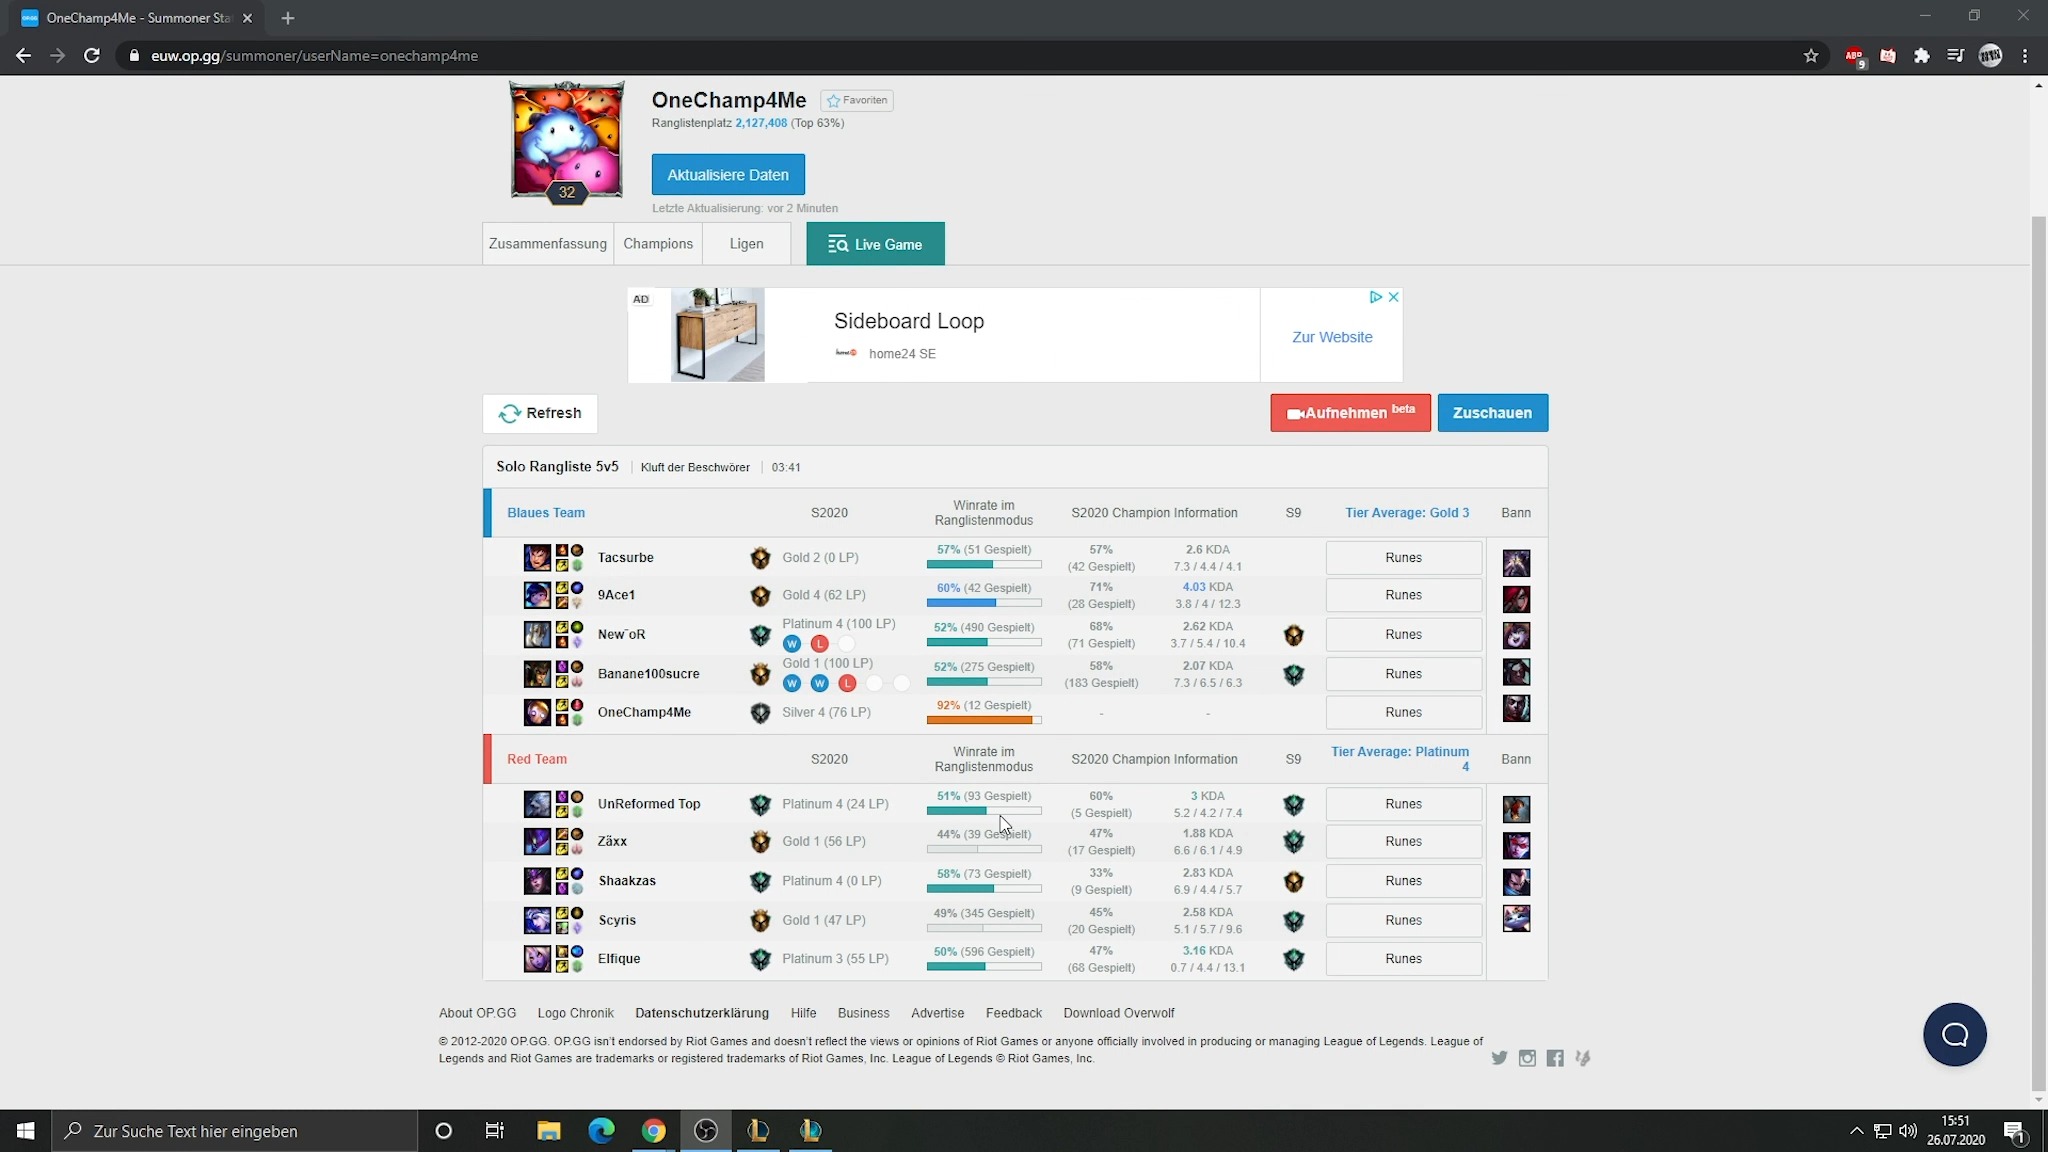 OneChamp4Me - Summoner Sta
euw.op.gg/summoner/userName=onechamp4me
ABP
9
OneChamp4Me
Favoriten
Ranglistenplatz 2,127,408 (Top 63%)
Aktualisiere Daten
32
Letzte Aktualisierung: vor 2 Minuten
Zusammenfassung Champions Ligen Live Game
AD
Sideboard Loop
home24 SE
Zur Website
Refresh
Aufnehmen beta
Zuschauen
Solo Rangliste 5v5 Kluft der Beschwörer 03:41
Blaues Team S2020 Winrate im Ranglistenmodus S2020 Champion Information S9 Tier Average: Gold 3 Bann
Tacsurbe Gold 2 (0 LP) 57% (51 Gespielt) 57% (42 Gespielt) 2.6 KDA 7.3 / 4.4 / 4.1 Runes
9Ace1 Gold 4 (62 LP) 60% (42 Gespielt) 71% (28 Gespielt) 4.03 KDA 3.8 / 4 / 12.3 Runes
New¨oR Platinum 4 (100 LP) W L 52% (490 Gespielt) 68% (71 Gespielt) 2.62 KDA 3.7 / 5.4 / 10.4 Runes
Banane100sucre Gold 1 (100 LP) W W L 52% (275 Gespielt) 58% (183 Gespielt) 2.07 KDA 7.3 / 6.5 / 6.3 Runes
OneChamp4Me Silver 4 (76 LP) 92% (12 Gespielt) - - Runes
Red Team S2020 Winrate im Ranglistenmodus S2020 Champion Information S9 Tier Average: Platinum 4 Bann
UnReformed Top Platinum 4 (24 LP) 51% (93 Gespielt) 60% (5 Gespielt) 3 KDA 5.2 / 4.2 / 7.4 Runes
Zäxx Gold 1 (56 LP) 44% (39 Gespielt) 47% (17 Gespielt) 1.88 KDA 6.6 / 6.1 / 4.9 Runes
Shaakzas Platinum 4 (0 LP) 58% (73 Gespielt) 33% (9 Gespielt) 2.83 KDA 6.9 / 4.4 / 5.7 Runes
Scyris Gold 1 (47 LP) 49% (345 Gespielt) 45% (20 Gespielt) 2.58 KDA 5.1 / 5.7 / 9.6 Runes
Elfique Platinum 3 (55 LP) 50% (596 Gespielt) 47% (68 Gespielt) 3.16 KDA 0.7 / 4.4 / 13.1 Runes
About OP.GG Logo Chronik Datenschutzerklärung Hilfe Business Advertise Feedback Download Overwolf
© 2012-2020 OP.GG. OP.GG isn't endorsed by Riot Games and doesn't reflect the views or opinions of Riot Games or anyone officially involved in producing or managing League of Legends. League of
Legends and Riot Games are trademarks or registered trademarks of Riot Games, Inc. League of Legends © Riot Games, Inc.
Zur Suche Text hier eingeben
15:51
26.07.2020
1